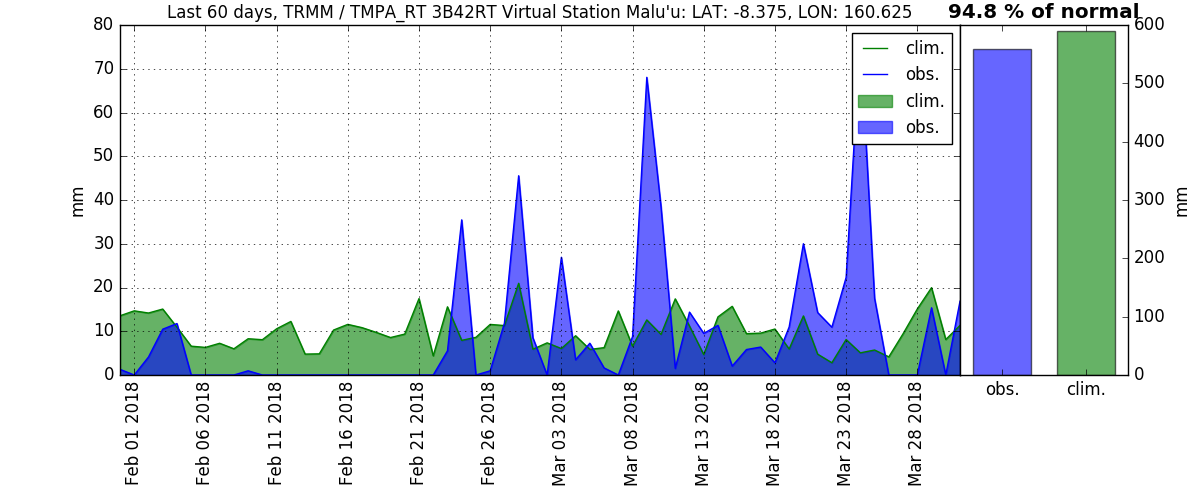 Last 60 days, TRMM / TMPA_RT 3B42RT Virtual Station Malu'u: LAT: -8.375, LON: 160.625
94.8 % of normal
80
70
60
50
40
30
20
10
0
mm
clim.
obs.
clim.
obs.
Feb 01 2018
Feb 06 2018
Feb 11 2018
Feb 16 2018
Feb 21 2018
Feb 26 2018
Mar 03 2018
Mar 08 2018
Mar 13 2018
Mar 18 2018
Mar 23 2018
Mar 28 2018
600
500
400
300
200
100
0
mm
obs.
clim.